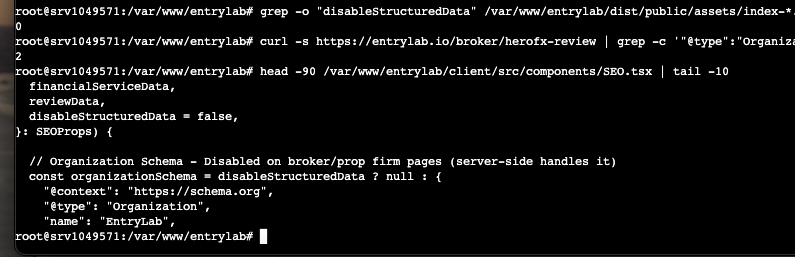 root@srv1049571:/var/www/entrylab# grep -o "disableStructuredData" /var/www/entrylab/dist/public/assets/index-*.
0
root@srv1049571:/var/www/entrylab# curl -s https://entrylab.io/broker/herofx-review | grep -c '"@type":"Organiza
2
root@srv1049571:/var/www/entrylab# head -90 /var/www/entrylab/client/src/components/SEO.tsx | tail -10
  financialServiceData,
  reviewData,
  disableStructuredData = false,
}: SEOProps) {

  // Organization Schema - Disabled on broker/prop firm pages (server-side handles it)
  const organizationSchema = disableStructuredData ? null : {
    "@context": "https://schema.org",
    "@type": "Organization",
    "name": "EntryLab",
root@srv1049571:/var/www/entrylab#